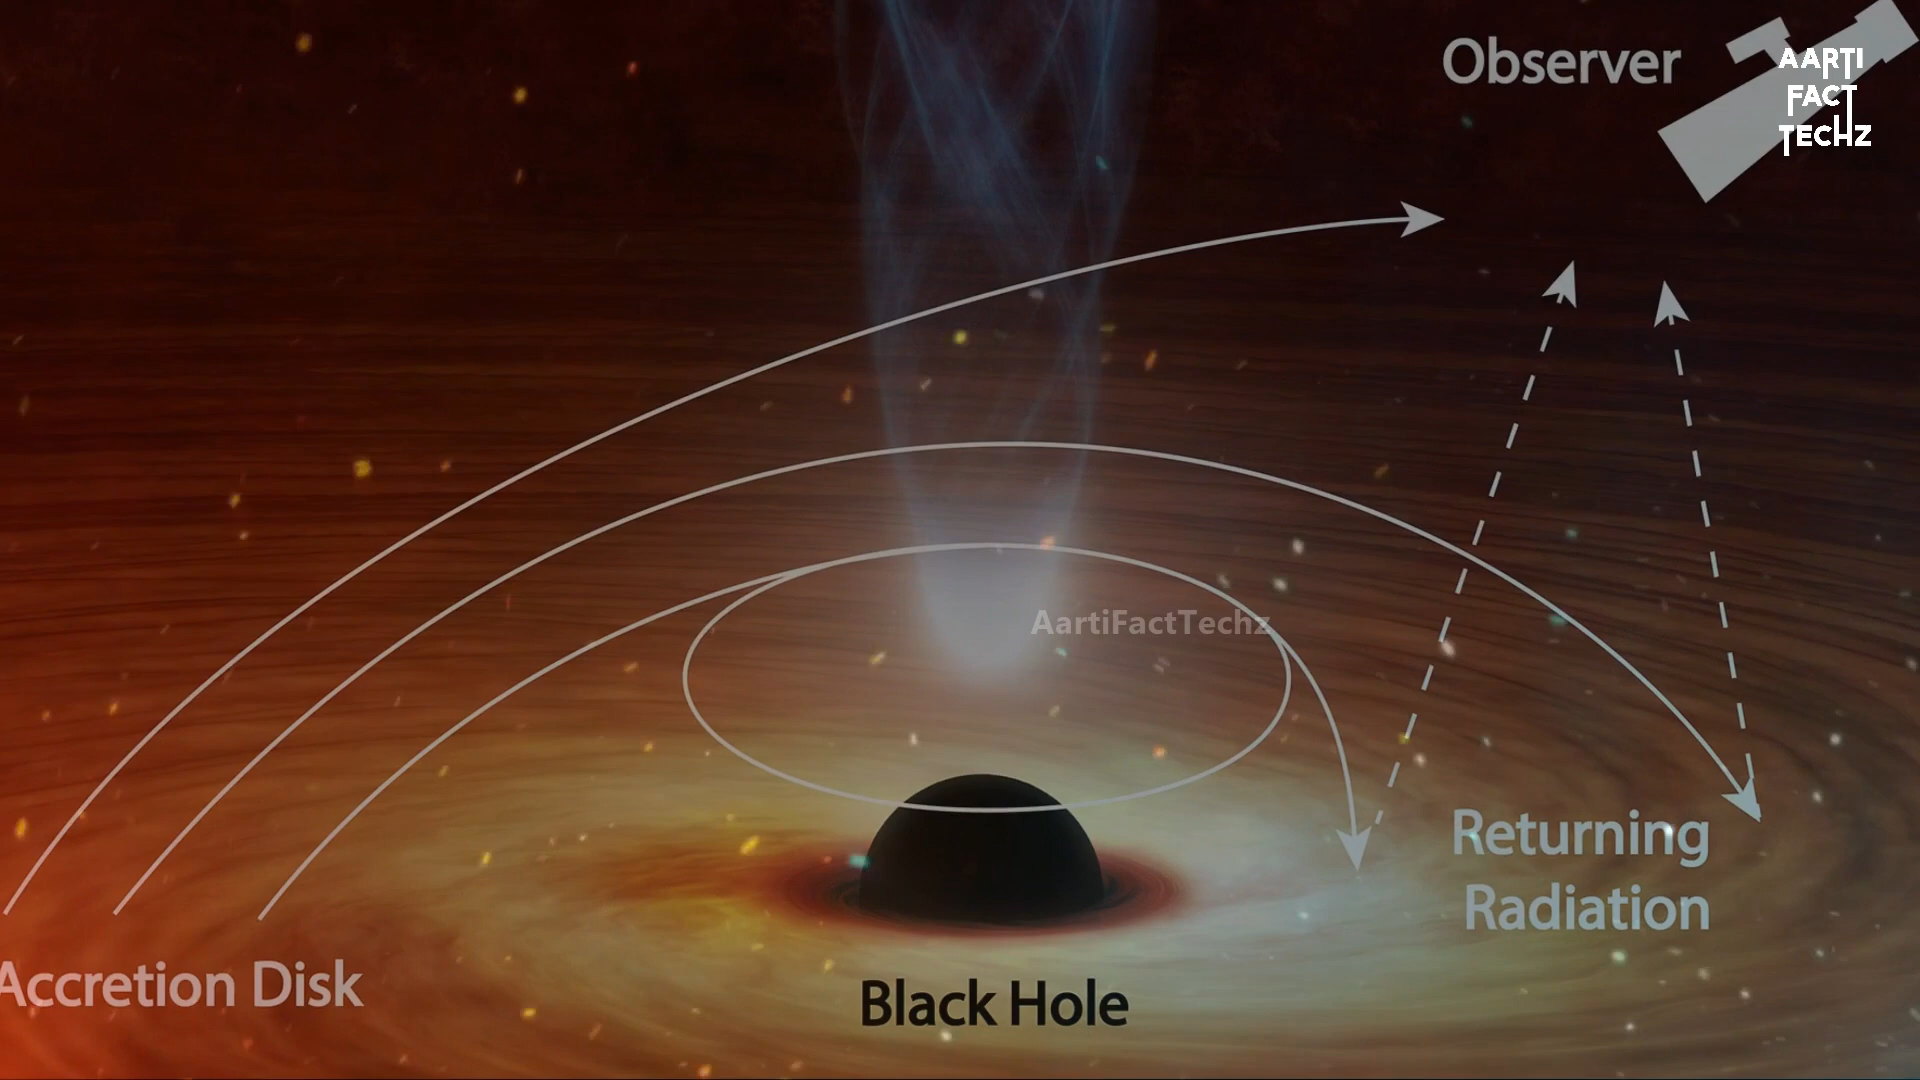 Observer
AARTI
FACT
TECHZ
AartiFactTechz
Returning
Radiation
Accretion Disk
Black Hole